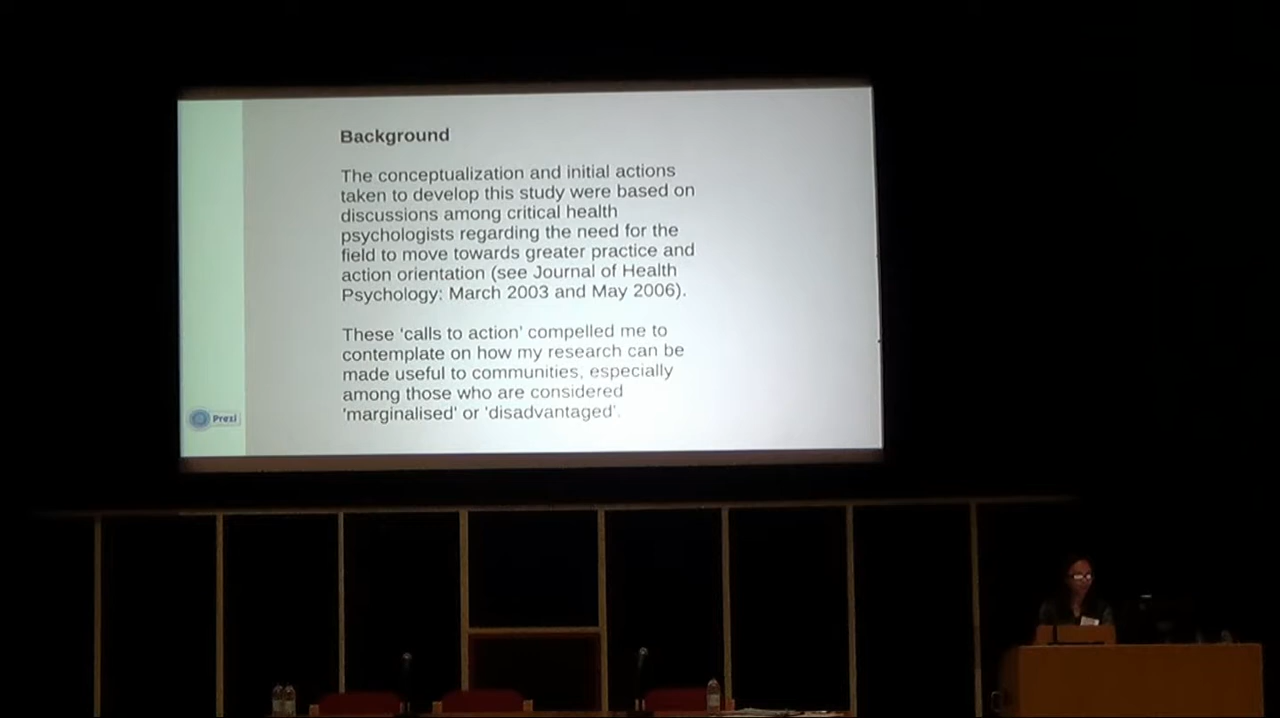 Background
The conceptualization and initial actions
taken to develop this study were based on
discussions among critical health
psychologists regarding the need for the
field to move towards greater practice and
action orientation (see Journal of Health
Psychology: March 2003 and May 2006).
These 'calls to action' compelled me to
contemplate on how my research can be
made useful to communities, especially
among those who are considered
'marginalised' or 'disadvantaged'.
Prezi